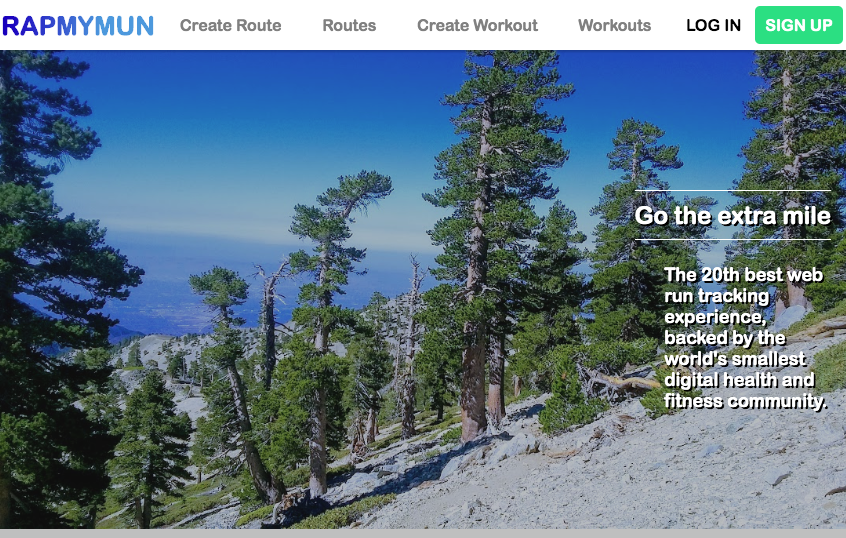 RAPMYMUN Create Route Routes Create Workout Workouts LOG IN SIGN UP
Go the extra mile
The 20th best web
run tracking
experience,
backed by the
world's smallest
digital health and
fitness community.